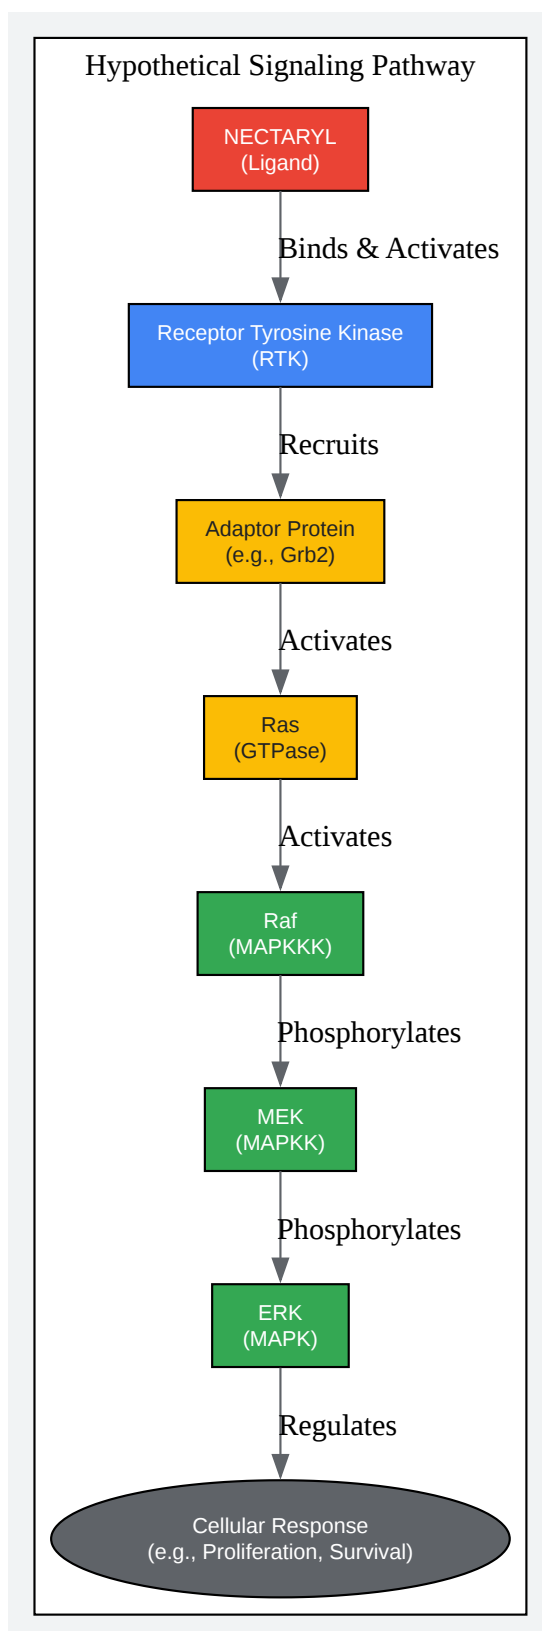 Hypothetical Signaling Pathway
NECTARYL
(Ligand)
Binds & Activates
Receptor Tyrosine Kinase
(RTK)
Recruits
Adaptor Protein
(e.g., Grb2)
Activates
Ras
(GTPase)
Activates
Raf
(MAPKKK)
Phosphorylates
MEK
(MAPKK)
Phosphorylates
ERK
(MAPK)
Regulates
Cellular Response
(e.g., Proliferation, Survival)